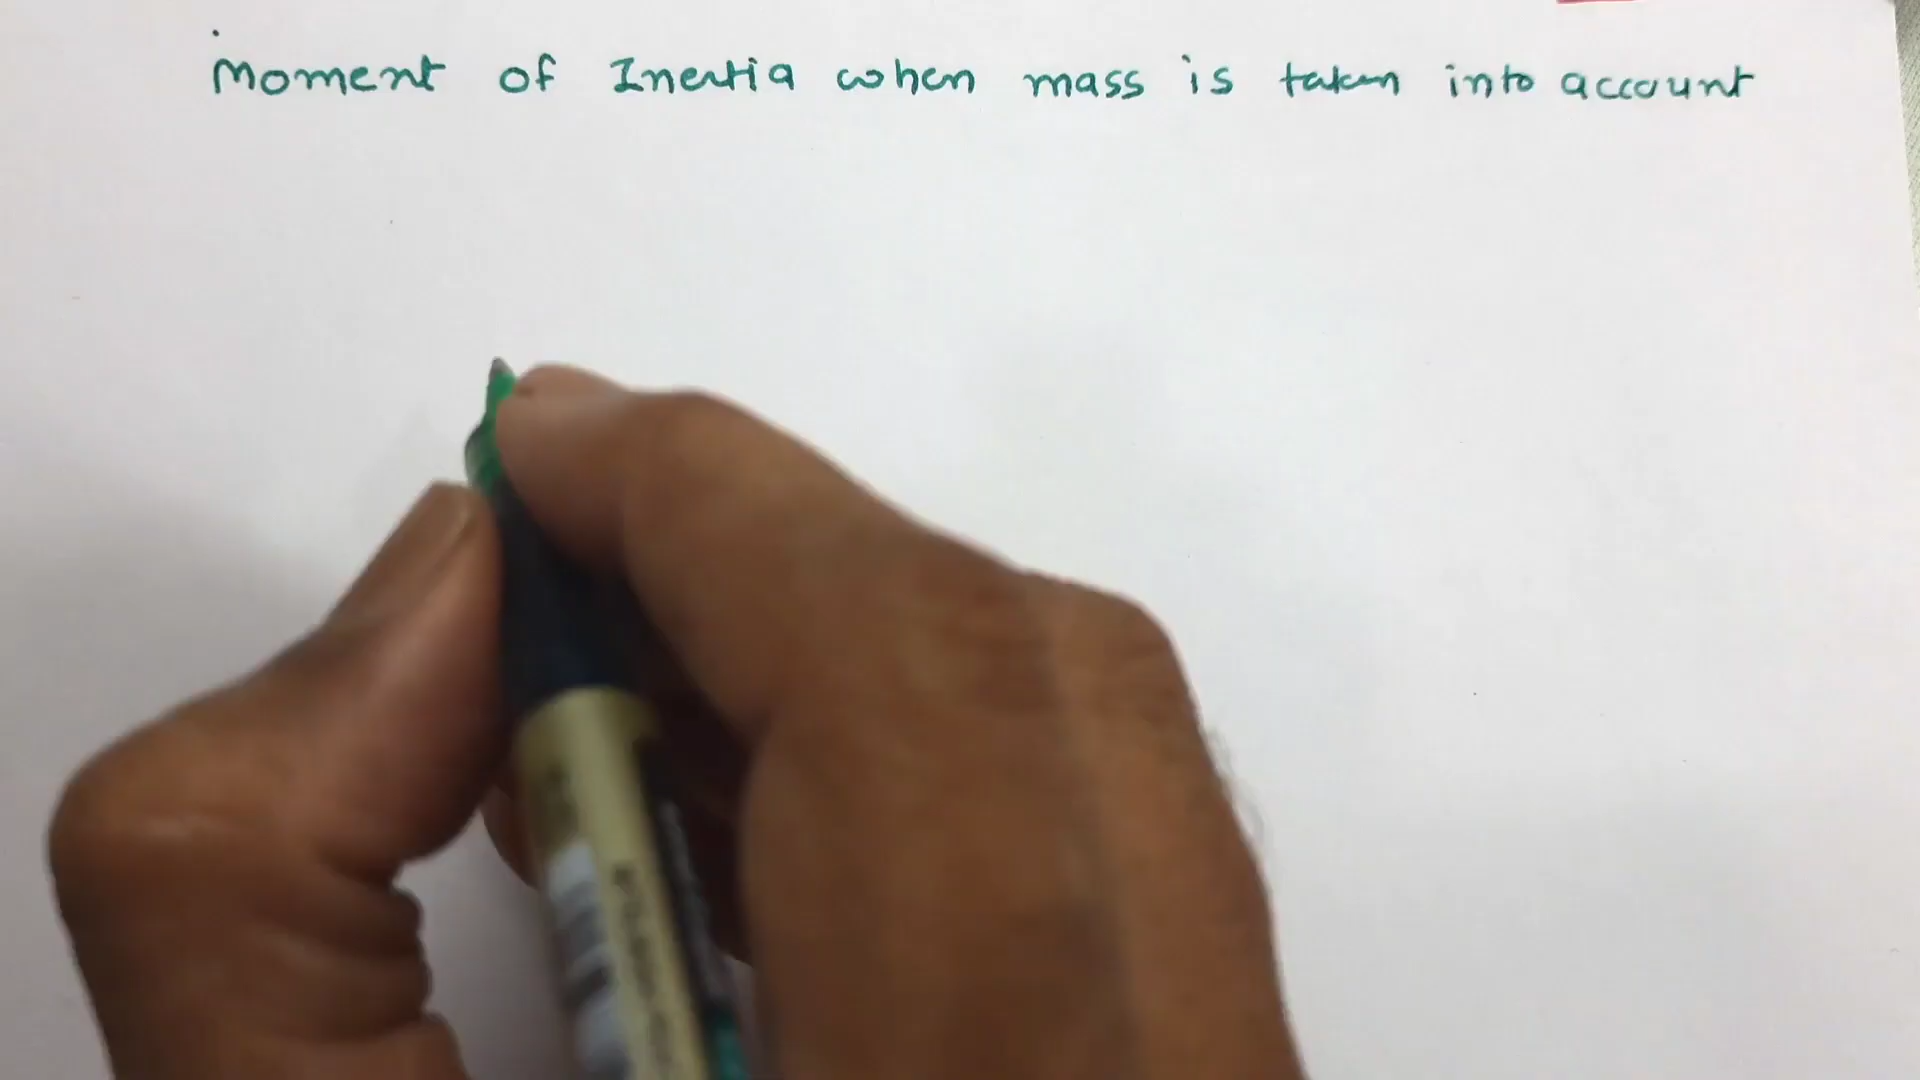 Moment of Inertia when mass is taken into account